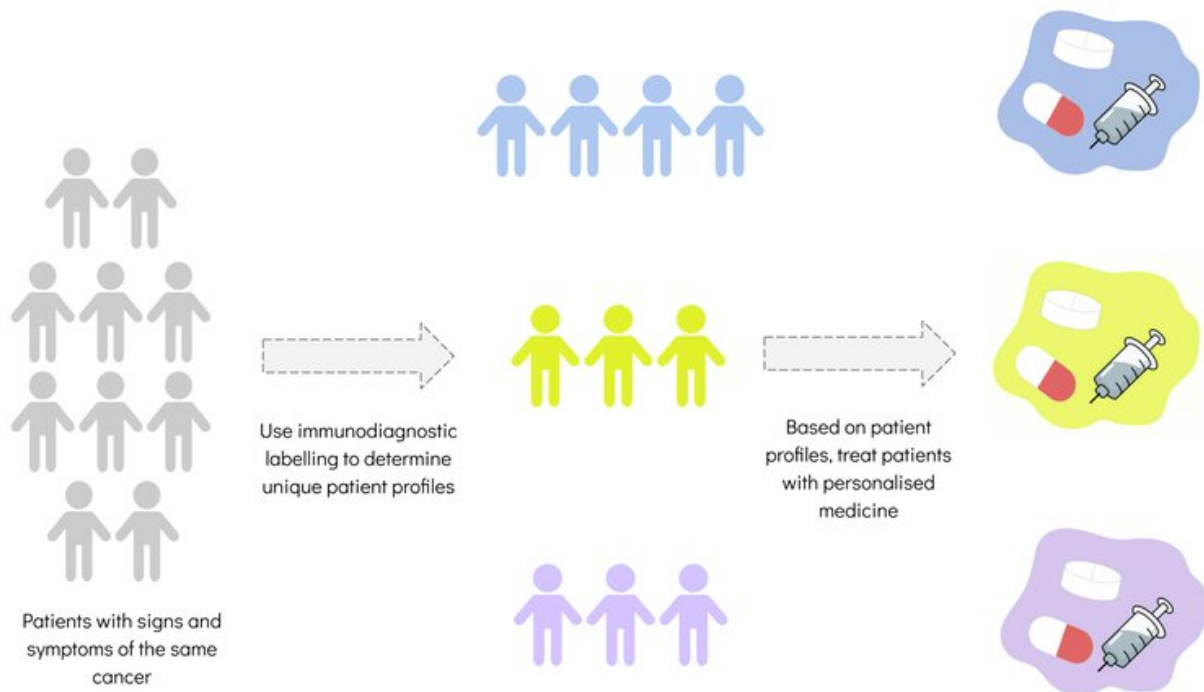 Patients with signs and
symptoms of the same
cancer
Use immunodiagnostic
labelling to determine
unique patient profiles
Based on patient
profiles, treat patients
with personalised
medicine